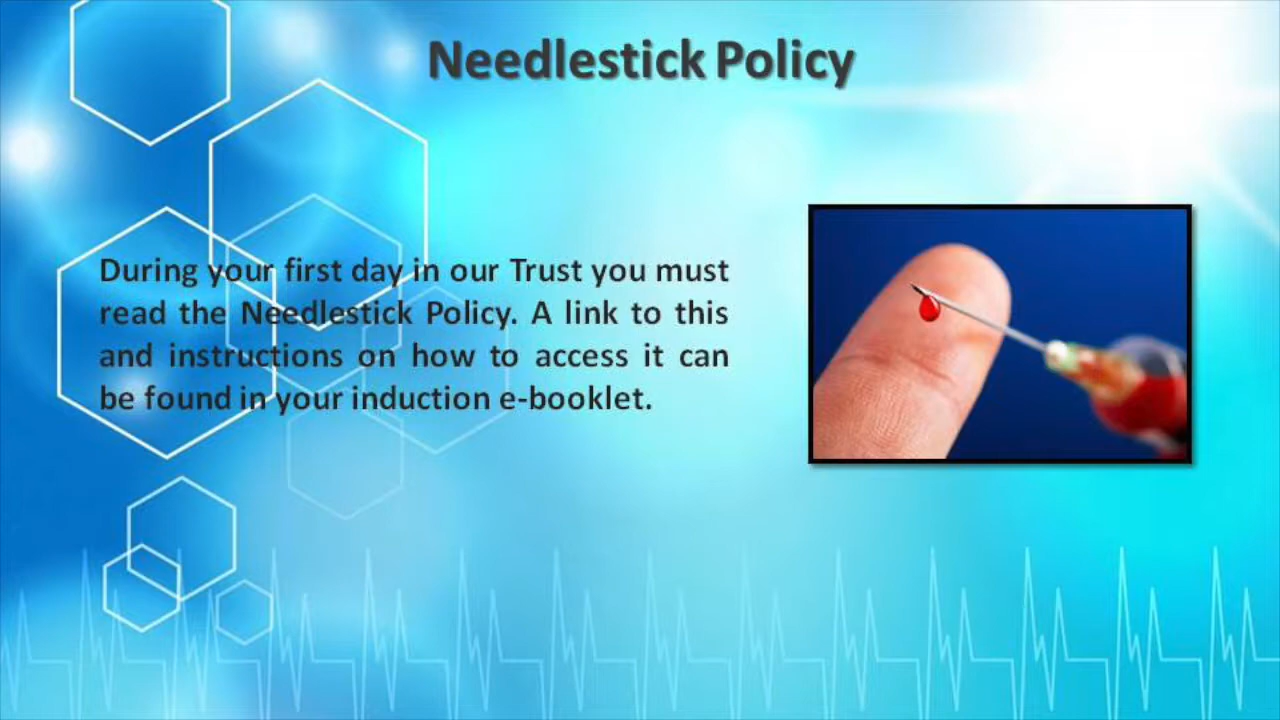 Needlestick Policy
During your first day in our Trust you must
read the Needlestick Policy. A link to this
and instructions on how to access it can
be found in your induction e-booklet.